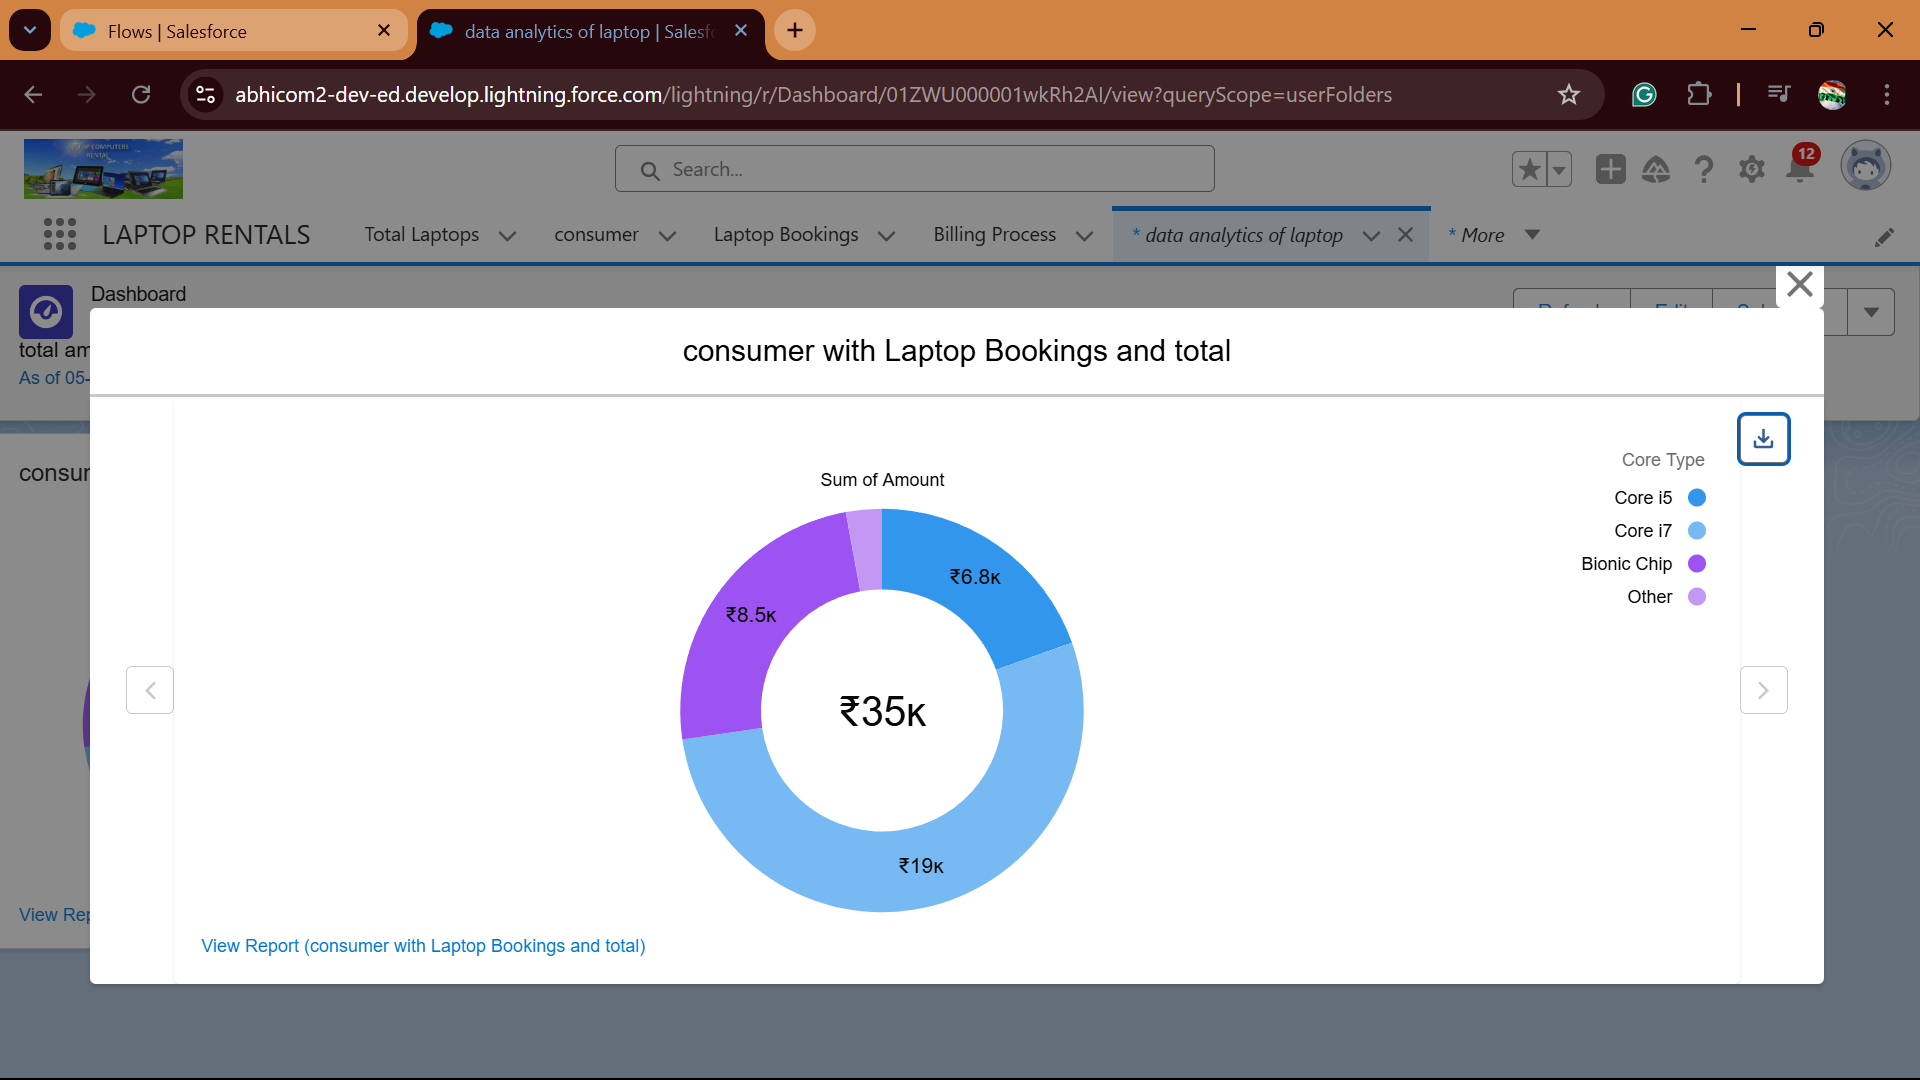 Flows | Salesforce
data analytics of laptop | Salesfo
abhicom2-dev-ed.develop.lightning.force.com/lightning/r/Dashboard/01ZWU000001wkRh2AI/view?queryScope=userFolders
COMPUTERS
RENTAL
Search...
12
LAPTOP RENTALS
Total Laptops
consumer
Laptop Bookings
Billing Process
* data analytics of laptop
* More
Dashboard
total am
As of 05-
consumer with Laptop Bookings and total
consur
Core Type
Core i5
Core i7
Bionic Chip
Other
Sum of Amount
₹6.8K
₹8.5K
₹35K
₹19K
View Rep
View Report (consumer with Laptop Bookings and total)